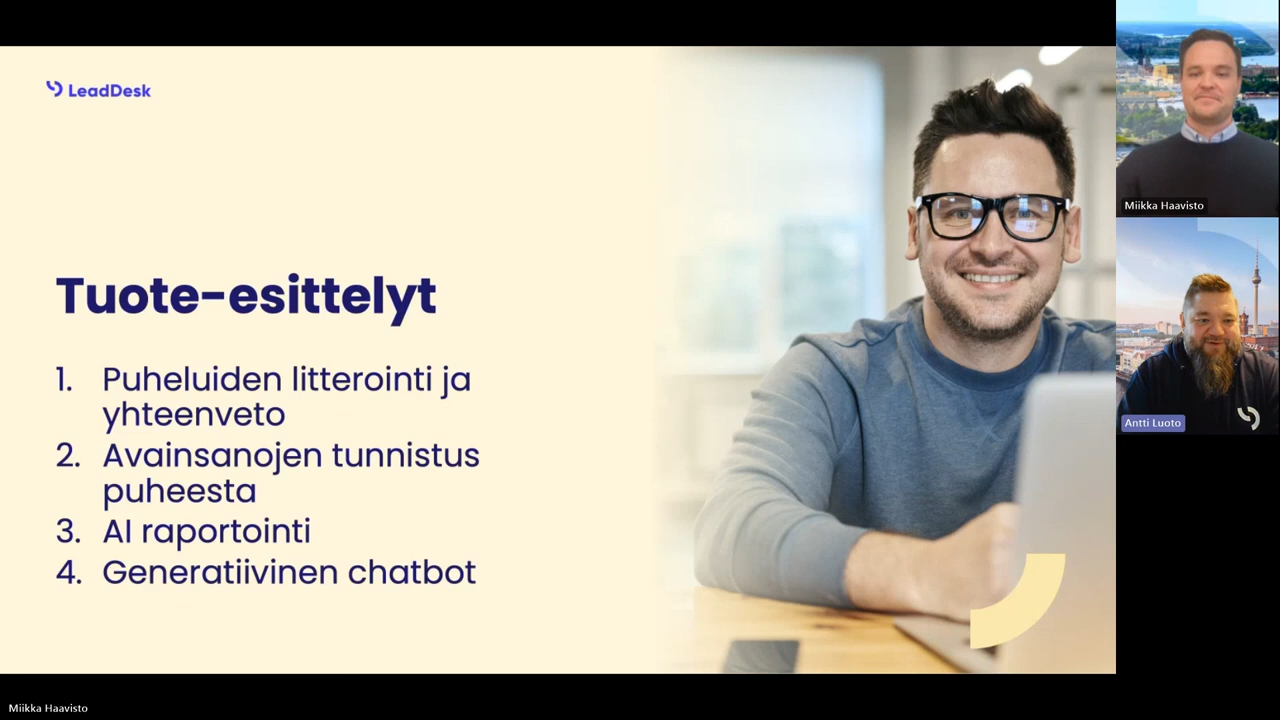 LeadDesk
Tuote-esittelyt
1. Puheluiden litterointi ja
yhteenveto
2. Avainsanojen tunnistus
puheesta
3. AI raportointi
4. Generatiivinen chatbot
Miikka Haavisto
Antti Luoto
Miikka Haavisto